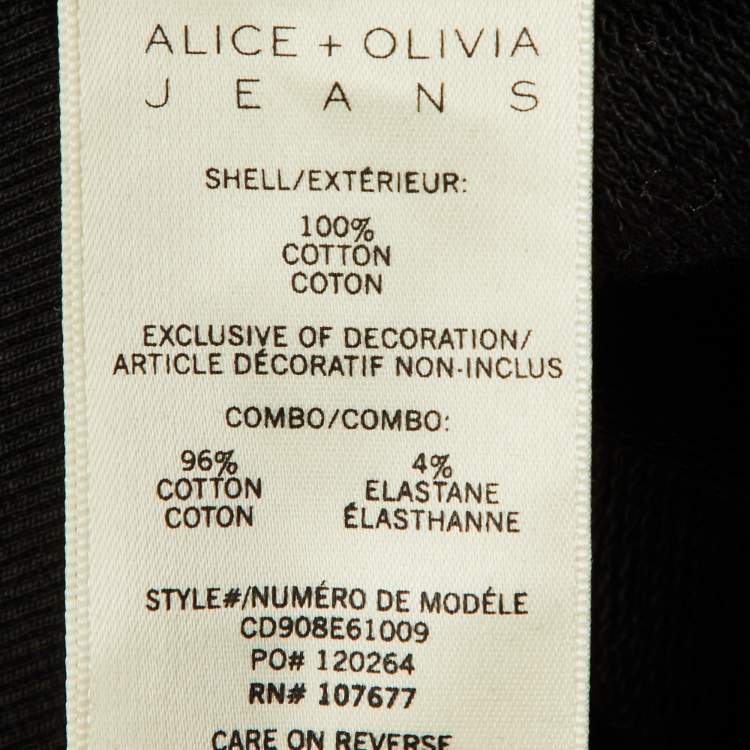 ALICE + OLIVIA
JEANS
SHELL/EXTÉRIEUR:
100%
COTTON
COTON
EXCLUSIVE OF DECORATION/
ARTICLE DÉCORATIF NON-INCLUS
COMBO/COMBO:
96% 4%
COTTON ELASTANE
COTON ÉLASTHANNE
STYLE#/NUMÉRO DE MODÉLE
CD908E61009
PO# 120264
RN# 107677
CARE ON REVERSE